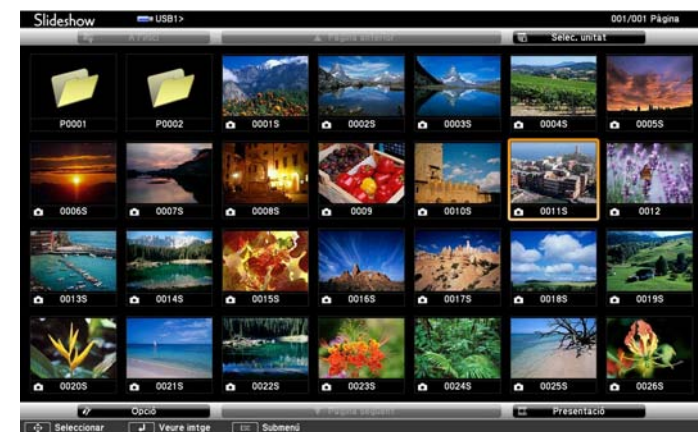 Slideshow USB1> 001/001 Pàgina
A l'inici Pàgina anterior Selec. unitat
P0001 P0002 0001S 0002S 0003S 0004S 0005S
0006S 0007S 0008S 0009 0010S 0011S 0012
0013S 0014S 0015S 0016S 0017S 0018S 0019S
0020S 0021S 0022S 0023S 0024S 0025S 0026S
Opció Pàgina següent Presentació
Seleccionar Veure imtge Esc Submenú